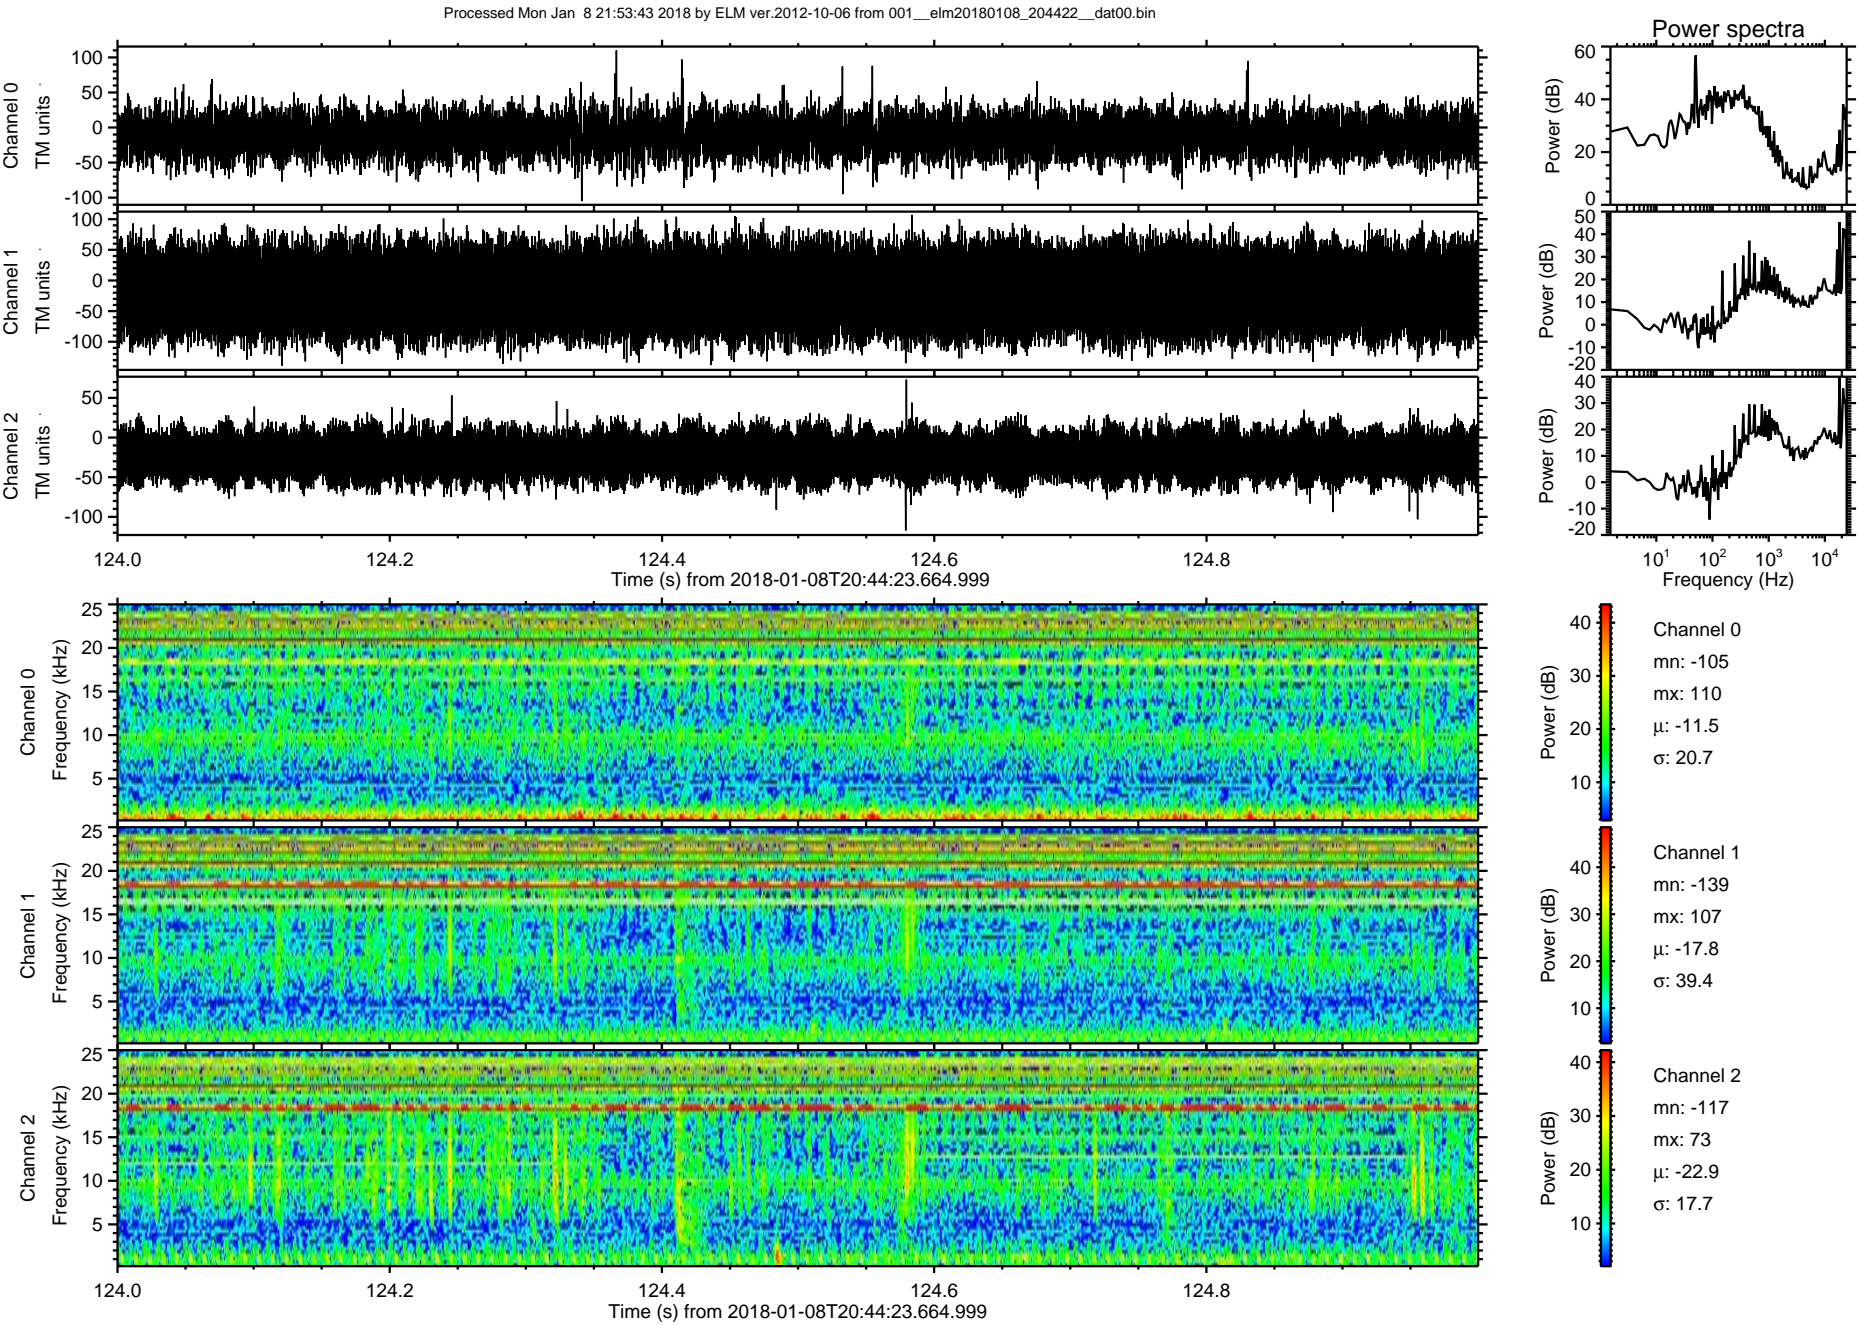 Processed Mon Jan  8 21:53:43 2018 by ELM ver.2012-10-06 from 001__elm20180108_204422__dat00.bin
Power spectra
Channel 0
TM units
100
50
0
-50
-100
Power (dB)
60
40
20
0
Channel 1
TM units
100
50
0
-50
-100
Power (dB)
50
40
30
20
10
0
-10
-20
Channel 2
TM units
50
0
-50
-100
Power (dB)
40
30
20
10
0
-10
-20
124.0 124.2 124.4 124.6 124.8
Time (s) from 2018-01-08T20:44:23.664.999
10^1 10^2 10^3 10^4
Frequency (Hz)
Channel 0
Frequency (kHz)
25
20
15
10
5
Power (dB)
40
30
20
10
Channel 0
mn: -105
mx: 110
μ: -11.5
σ: 20.7
Channel 1
Frequency (kHz)
25
20
15
10
5
Power (dB)
40
30
20
10
Channel 1
mn: -139
mx: 107
μ: -17.8
σ: 39.4
Channel 2
Frequency (kHz)
25
20
15
10
5
Power (dB)
40
30
20
10
Channel 2
mn: -117
mx: 73
μ: -22.9
σ: 17.7
124.0 124.2 124.4 124.6 124.8
Time (s) from 2018-01-08T20:44:23.664.999